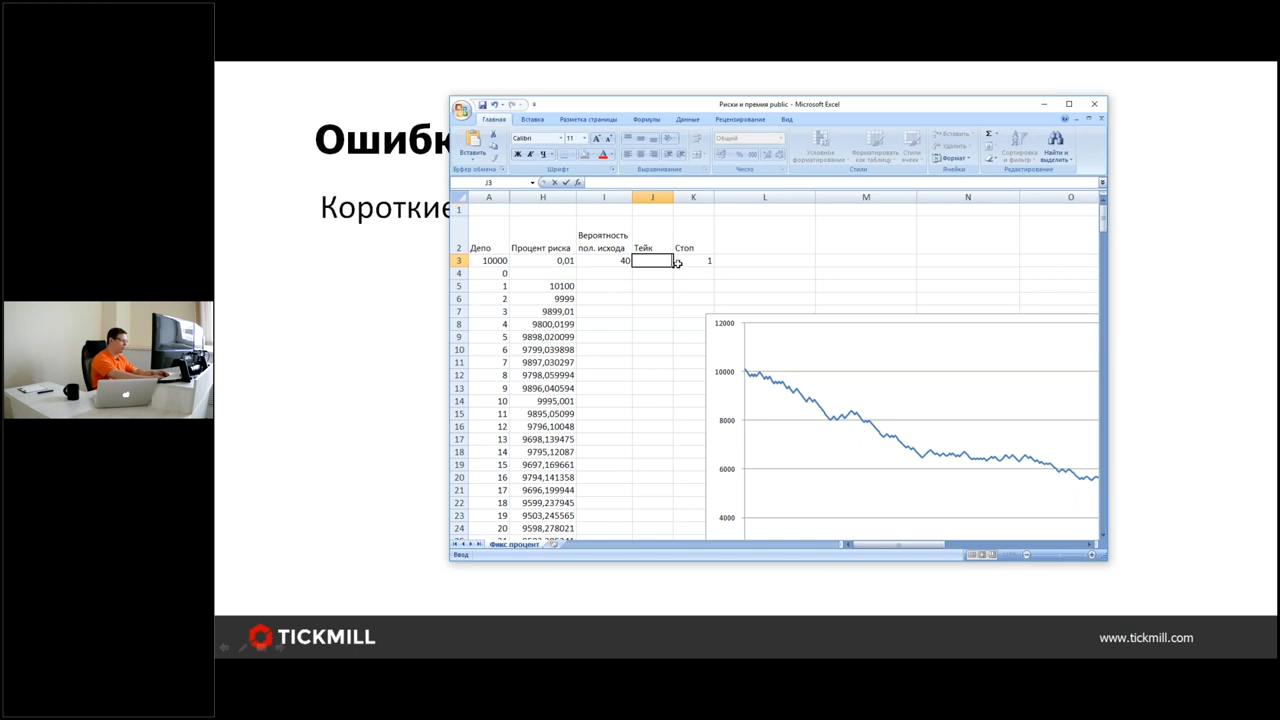 Риски и премия public - Microsoft Excel
Главная Вставка Разметка страницы Формулы Данные Рецензирование Вид
Ошибк
Короткие
Вставить
Calibri 11
Ж К Ч
Общий
Условное форматирование
Форматировать как таблицу
Стили ячеек
Вставить
Удалить
Формат
Сортировка и фильтр
Найти и выделить
Буфер обмена Шрифт Выравнивание Число Стили Ячейки Редактирование
J3
A H I J K L M N O
1
2 Депо Процент риска Вероятность пол. исхода Тейк Стоп
3 10000 0,01 40 1
4 0
5 1 10100
6 2 9999
7 3 9899,01
8 4 9800,0199
9 5 9898,020099
10 6 9799,039898
11 7 9897,030297
12 8 9798,059994
13 9 9896,040594
14 10 9995,001
15 11 9895,05099
16 12 9796,10048
17 13 9698,139475
18 14 9795,12087
19 15 9697,169661
20 16 9794,141358
21 17 9696,199944
22 18 9599,237945
23 19 9503,245565
24 20 9598,278021
12000
10000
8000
6000
4000
Фикс процент
Ввод
TICKMILL
www.tickmill.com